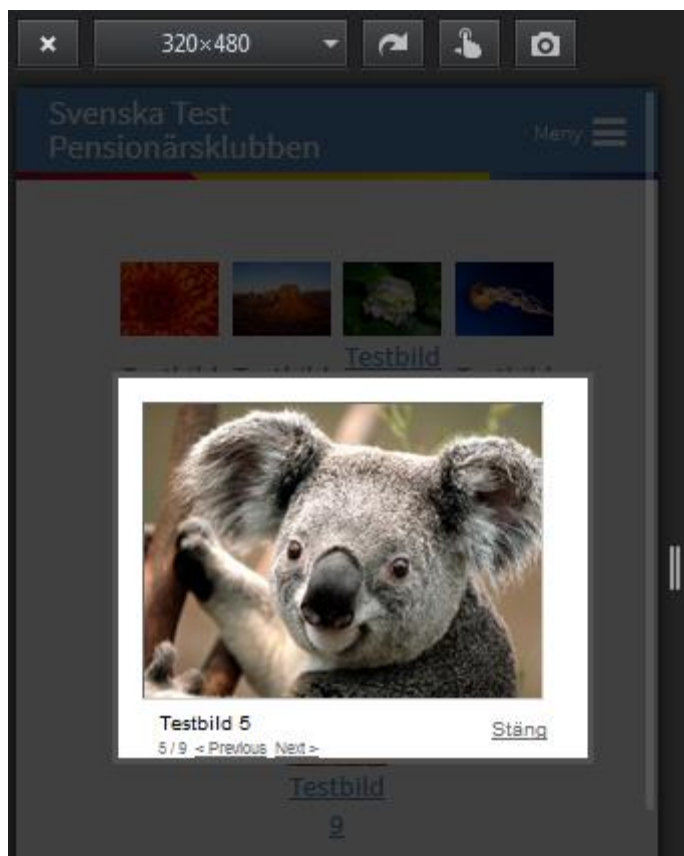 320×480
Svenska Test
Pensionärsklubben
Meny
Testbild
Testbild 5
Stäng
5 / 9 < Previous Next >
Testbild
9